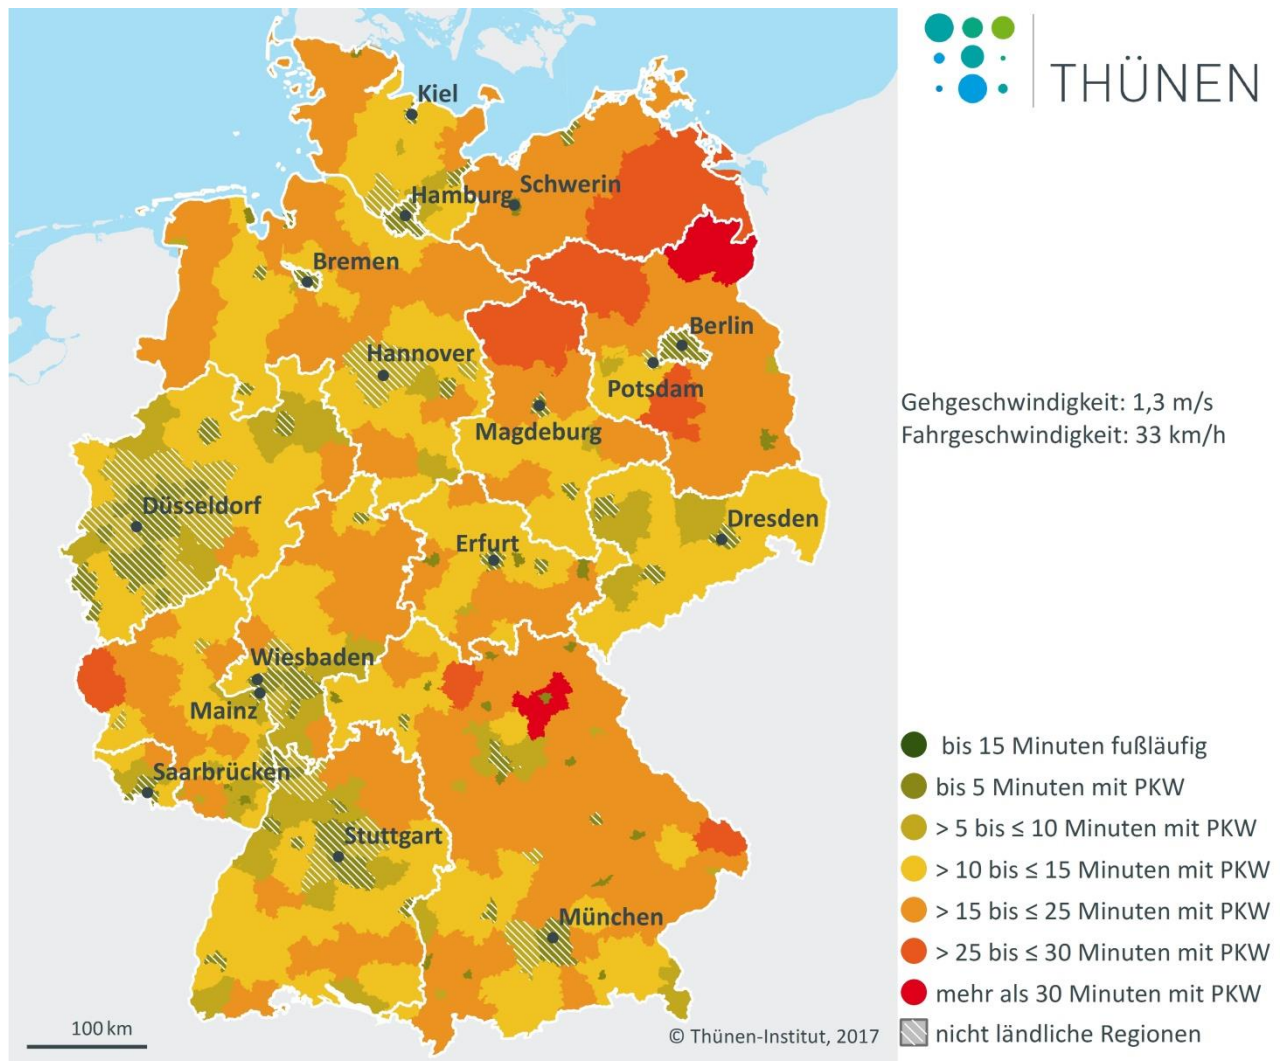 THÜNEN
Kiel
Hamburg
Schwerin
Bremen
Berlin
Hannover
Potsdam
Magdeburg
Gehgeschwindigkeit: 1,3 m/s
Fahrgeschwindigkeit: 33 km/h
Düsseldorf
Dresden
Erfurt
Wiesbaden
Mainz
Saarbrücken
Stuttgart
München
bis 15 Minuten fußläufig
bis 5 Minuten mit PKW
> 5 bis ≤ 10 Minuten mit PKW
> 10 bis ≤ 15 Minuten mit PKW
> 15 bis ≤ 25 Minuten mit PKW
> 25 bis ≤ 30 Minuten mit PKW
mehr als 30 Minuten mit PKW
nicht ländliche Regionen
100 km
© Thünen-Institut, 2017